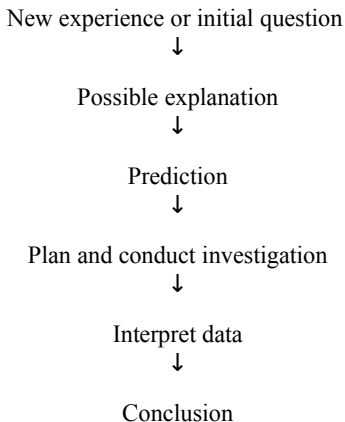 New experience or initial question
↓
Possible explanation
↓
Prediction
↓
Plan and conduct investigation
↓
Interpret data
↓
Conclusion